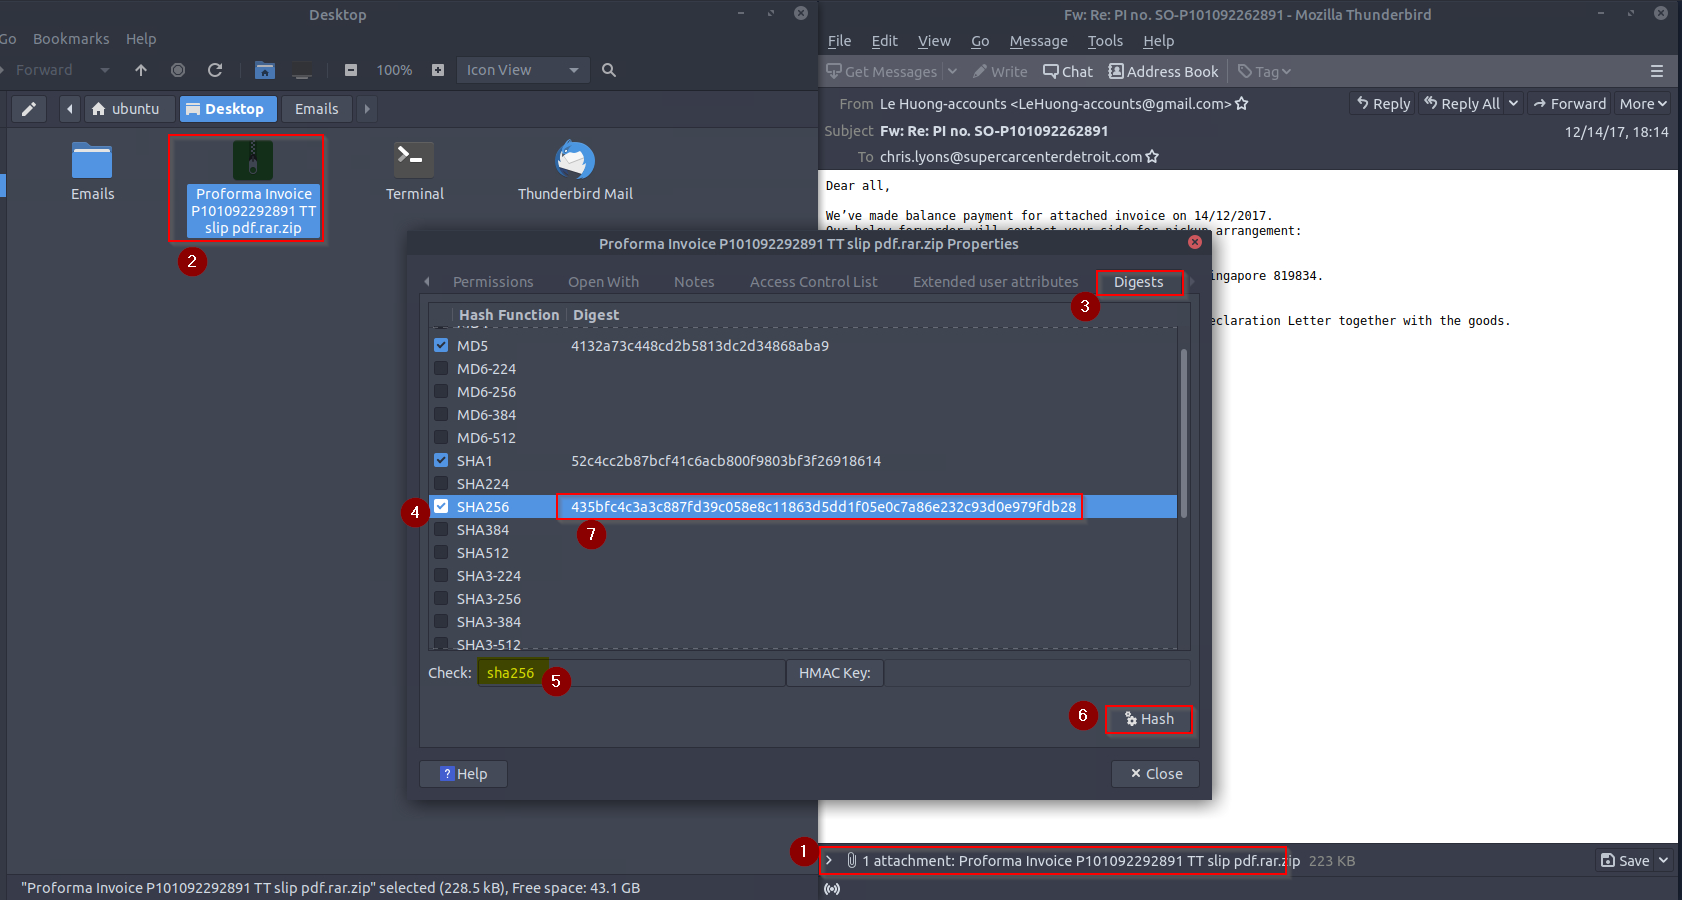 Desktop
Go Bookmarks Help
Forward 100% Icon View
ubuntu Desktop Emails
Emails
Proforma Invoice
P101092292891 TT
slip pdf.rar.zip
Terminal
Thunderbird Mail
2
"Proforma Invoice P101092292891 TT slip pdf.rar.zip" selected (228.5 kB), Free space: 43.1 GB
Fw: Re: PI no. SO-P101092262891 - Mozilla Thunderbird
File Edit View Go Message Tools Help
Get Messages Write Chat Address Book Tag
From Le Huong-accounts <LeHuong-accounts@gmail.com> Reply Reply All Forward More
Subject Fw: Re: PI no. SO-P101092262891 12/14/17, 18:14
To chris.lyons@supercarcenterdetroit.com
Dear all,
We've made balance payment for attached invoice on 14/12/2017.
Our below forwarder will contact your side for pickup arrangement:
ingapore 819834.
eclaration Letter together with the goods.
Proforma Invoice P101092292891 TT slip pdf.rar.zip Properties
Permissions Open With Notes Access Control List Extended user attributes Digests
3
Hash Function Digest
MD5 4132a73c448cd2b5813dc2d34868aba9
MD6-224
MD6-256
MD6-384
MD6-512
SHA1 52c4cc2b87bcf41c6acb800f9803bf3f26918614
SHA224
4 SHA256 435bfc4c3a3c887fd39c058e8c11863d5dd1f05e0c7a86e232c93d0e979fdb28
SHA384
7
SHA512
SHA3-224
SHA3-256
SHA3-384
SHA3-512
Check: sha256 5 HMAC Key:
6 Hash
? Help Close
1 1 attachment: Proforma Invoice P101092292891 TT slip pdf.rar.zip 223 KB Save